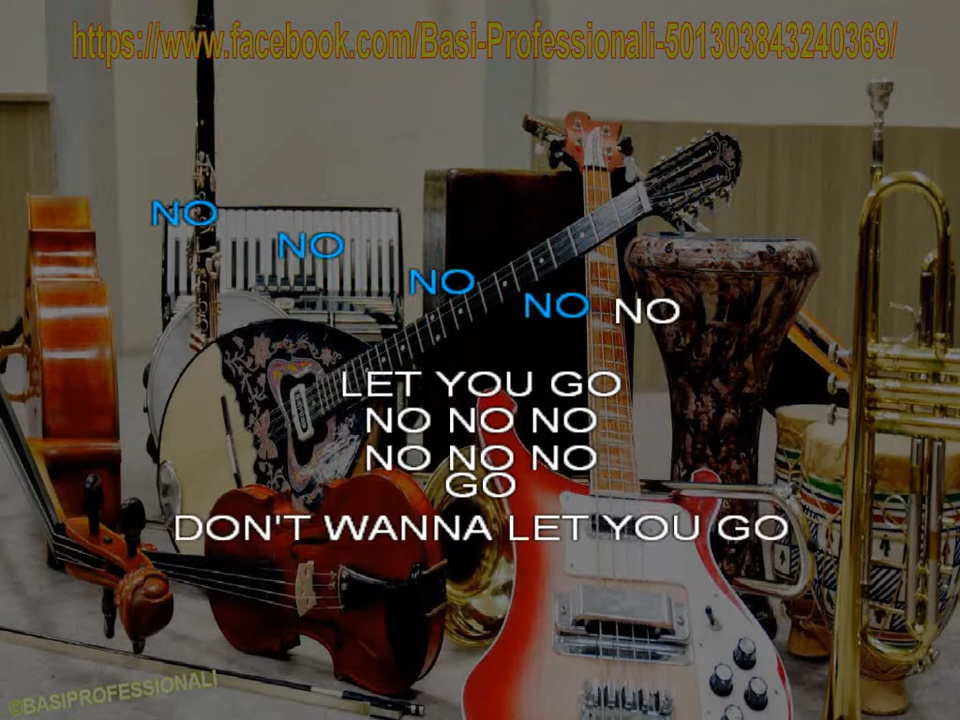 https://www.facebook.com/Basi-Professionali-501303843240369/
NO
NO
NO
NO NO
LET YOU GO
NO NO NO
NO NO NO
GO
DON'T WANNA LET YOU GO
©BASIPROFESSIONALI